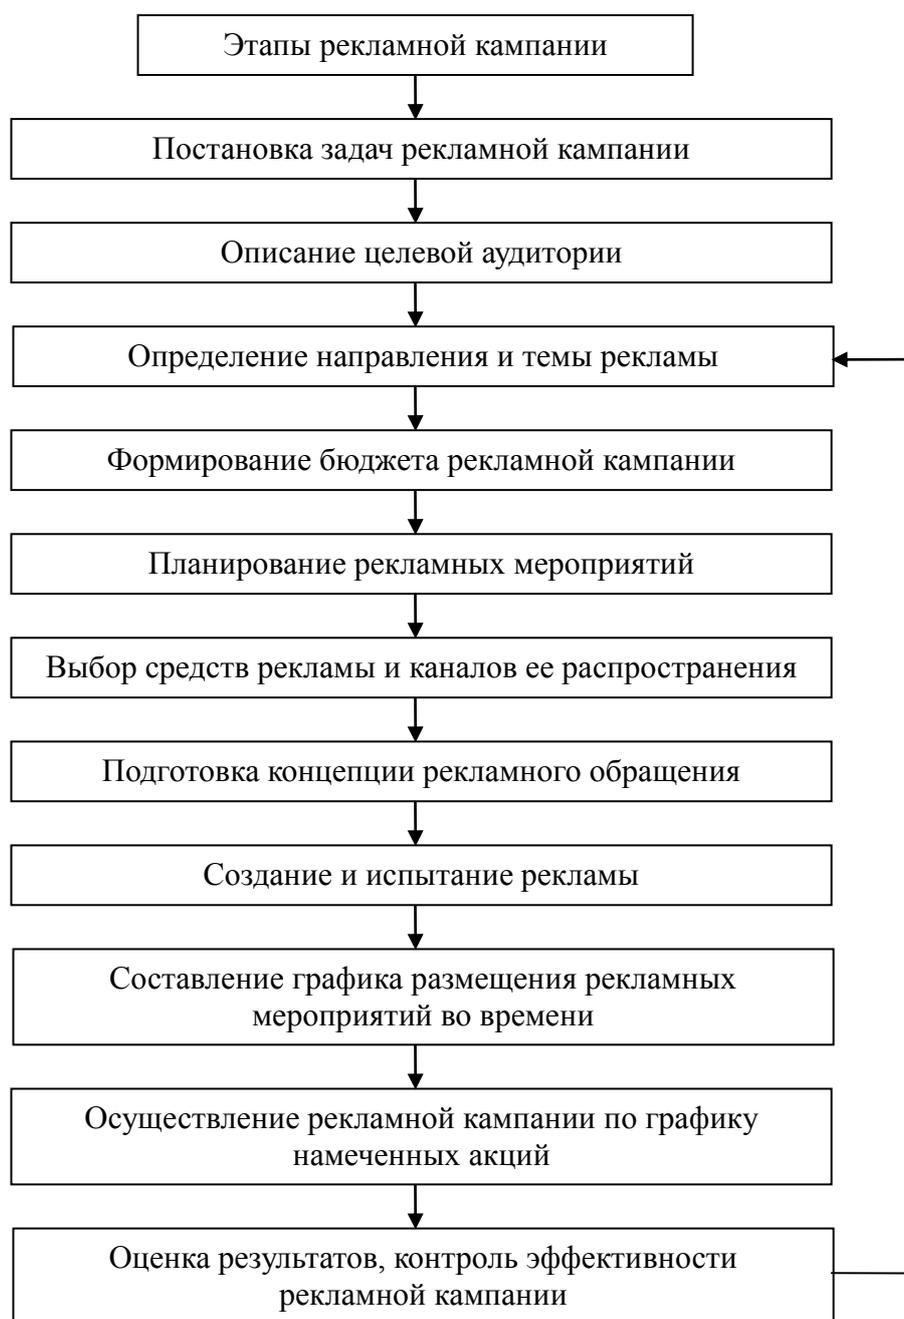 Этапы рекламной кампании
Постановка задач рекламной кампании
Описание целевой аудитории
Определение направления и темы рекламы
Формирование бюджета рекламной кампании
Планирование рекламных мероприятий
Выбор средств рекламы и каналов ее распространения
Подготовка концепции рекламного обращения
Создание и испытание рекламы
Составление графика размещения рекламных
мероприятий во времени
Осуществление рекламной кампании по графику
намеченных акций
Оценка результатов, контроль эффективности
рекламной кампании